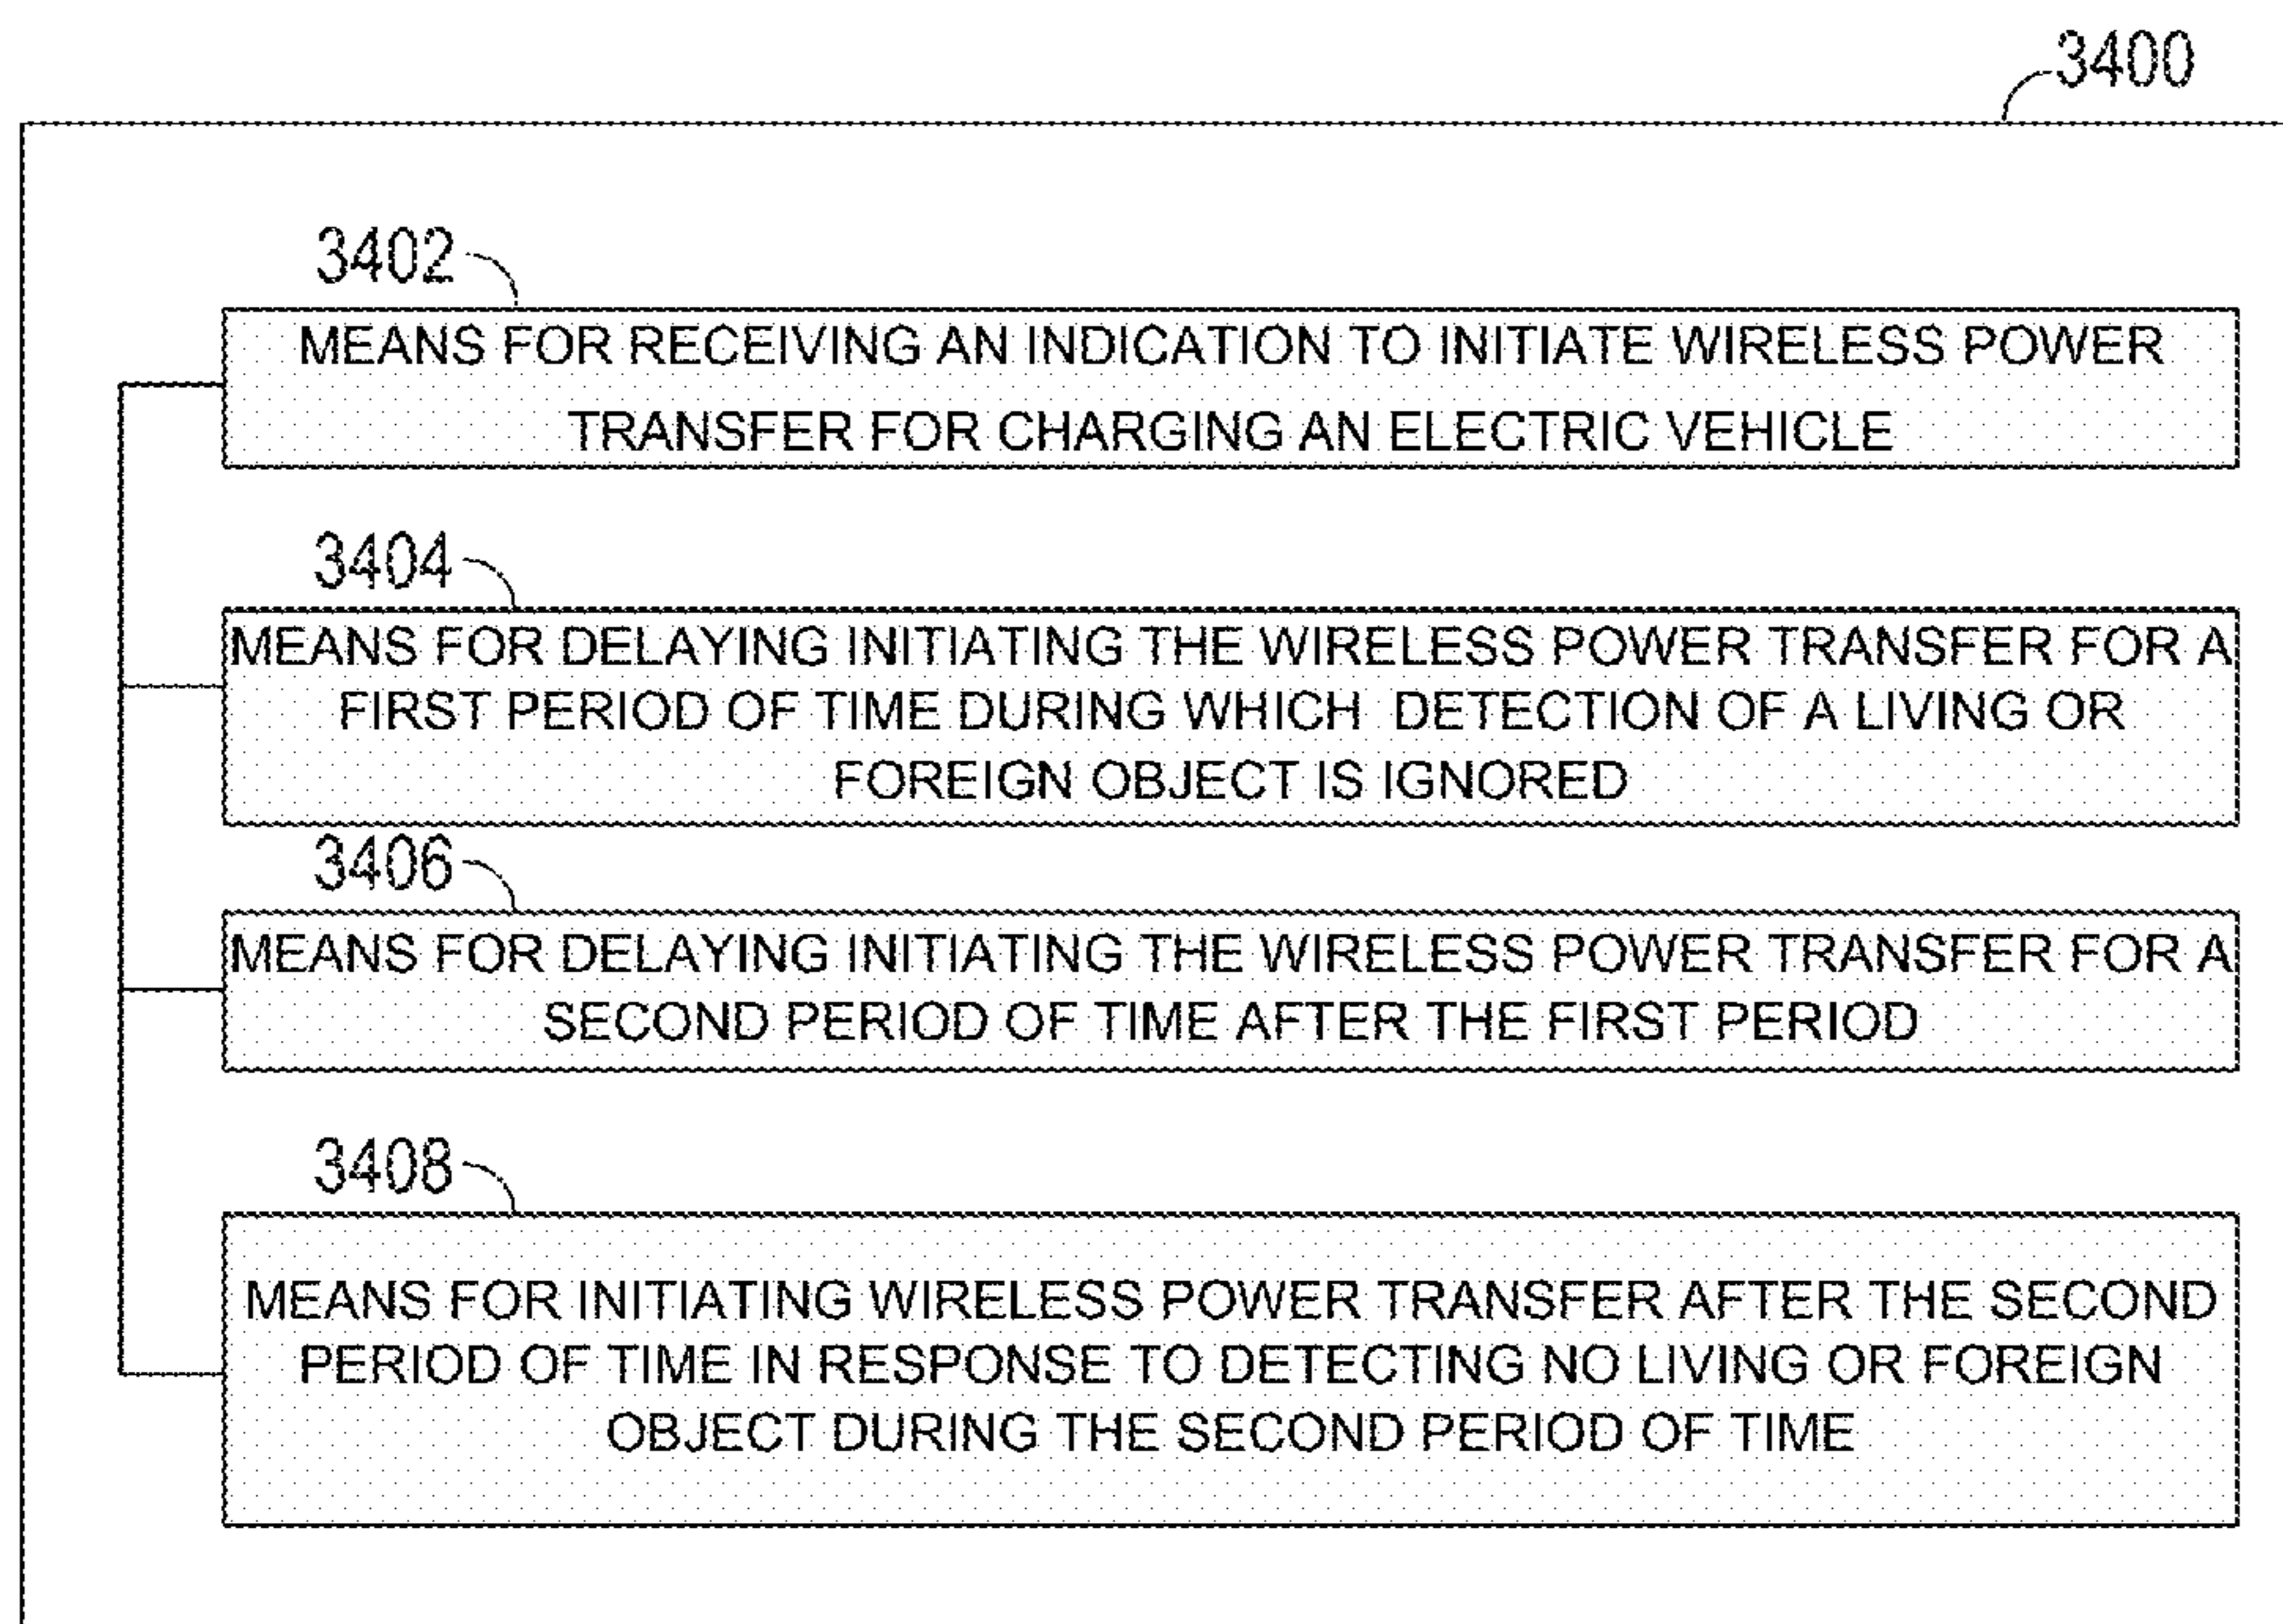 3400
3402
MEANS FOR RECEIVING AN INDICATION TO INITIATE WIRELESS POWER
TRANSFER FOR CHARGING AN ELECTRIC VEHICLE
3404
MEANS FOR DELAYING INITIATING THE WIRELESS POWER TRANSFER FOR A
FIRST PERIOD OF TIME DURING WHICH DETECTION OF A LIVING OR
FOREIGN OBJECT IS IGNORED
3406
MEANS FOR DELAYING INITIATING THE WIRELESS POWER TRANSFER FOR A
SECOND PERIOD OF TIME AFTER THE FIRST PERIOD
3408
MEANS FOR INITIATING WIRELESS POWER TRANSFER AFTER THE SECOND
PERIOD OF TIME IN RESPONSE TO DETECTING NO LIVING OR FOREIGN
OBJECT DURING THE SECOND PERIOD OF TIME